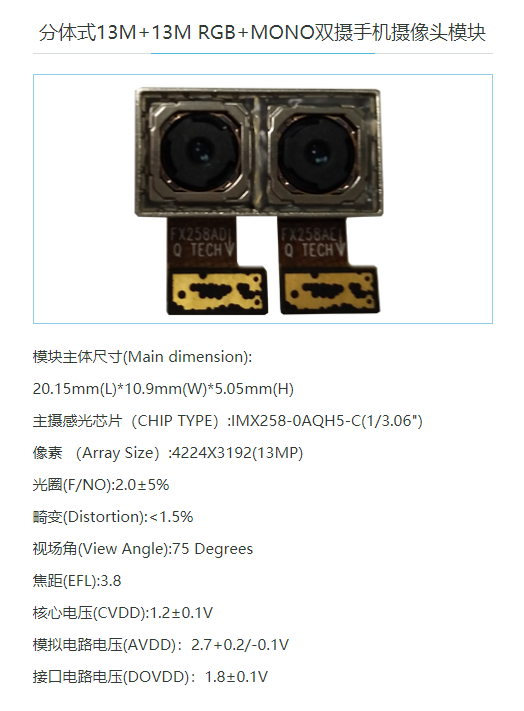 分体式13M+13M RGB+MONO双摄手机摄像头模块
FX258AD
Q TECH
FX258AE
Q TECH
模块主体尺寸(Main dimension):
20.15mm(L)*10.9mm(W)*5.05mm(H)
主摄感光芯片（CHIP TYPE）:IMX258-0AQH5-C(1/3.06")
像素 （Array Size）:4224X3192(13MP)
光圈(F/NO):2.0±5%
畸变(Distortion):<1.5%
视场角(View Angle):75 Degrees
焦距(EFL):3.8
核心电压(CVDD):1.2±0.1V
模拟电路电压(AVDD)：2.7+0.2/-0.1V
接口电路电压(DOVDD)：1.8±0.1V